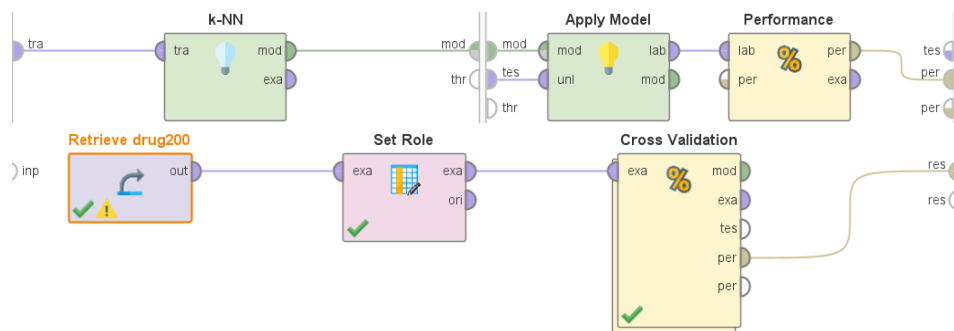 k-NN
Apply Model
Performance
tra
tra
mod
mod
mod
mod
lab
lab
per
tes
exa
thr
tes
unl
mod
per
exa
per
thr
per
Retrieve drug200
Set Role
Cross Validation
inp
out
exa
exa
exa
mod
res
ori
exa
res
tes
per
per